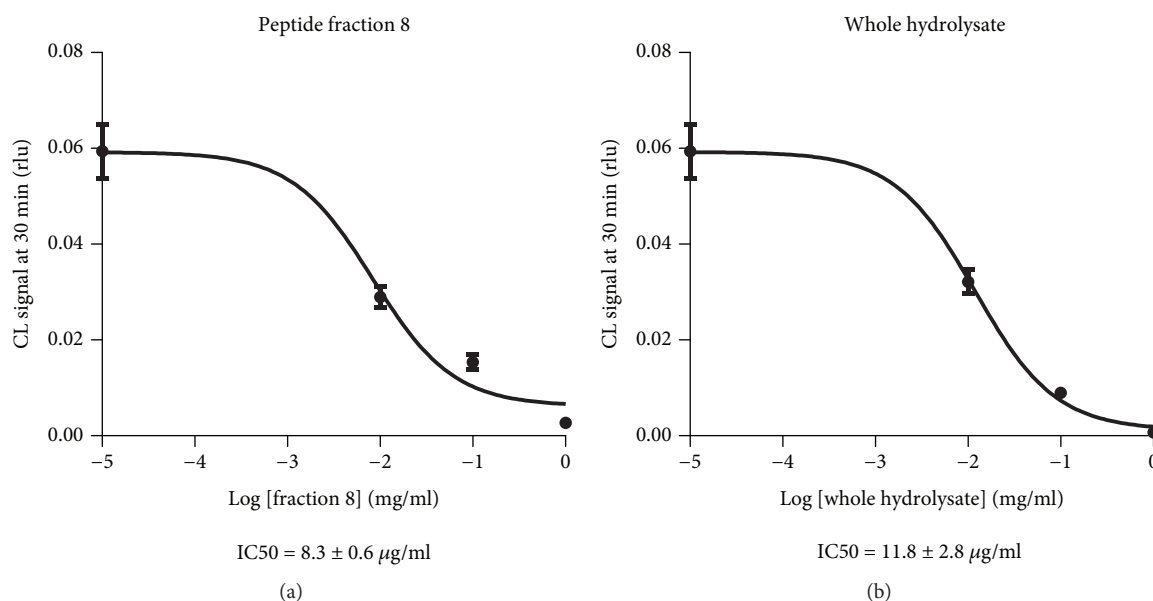 Peptide fraction 8
0.08
0.06
0.04
0.02
0.00
CL signal at 30 min (rlu)
−5
−4
−3
−2
−1
0
Log [fraction 8] (mg/ml)
IC50 = 8.3 ± 0.6 μg/ml
(a)
Whole hydrolysate
0.08
0.06
0.04
0.02
0.00
CL signal at 30 min (rlu)
−5
−4
−3
−2
−1
0
Log [whole hydrolysate] (mg/ml)
IC50 = 11.8 ± 2.8 μg/ml
(b)